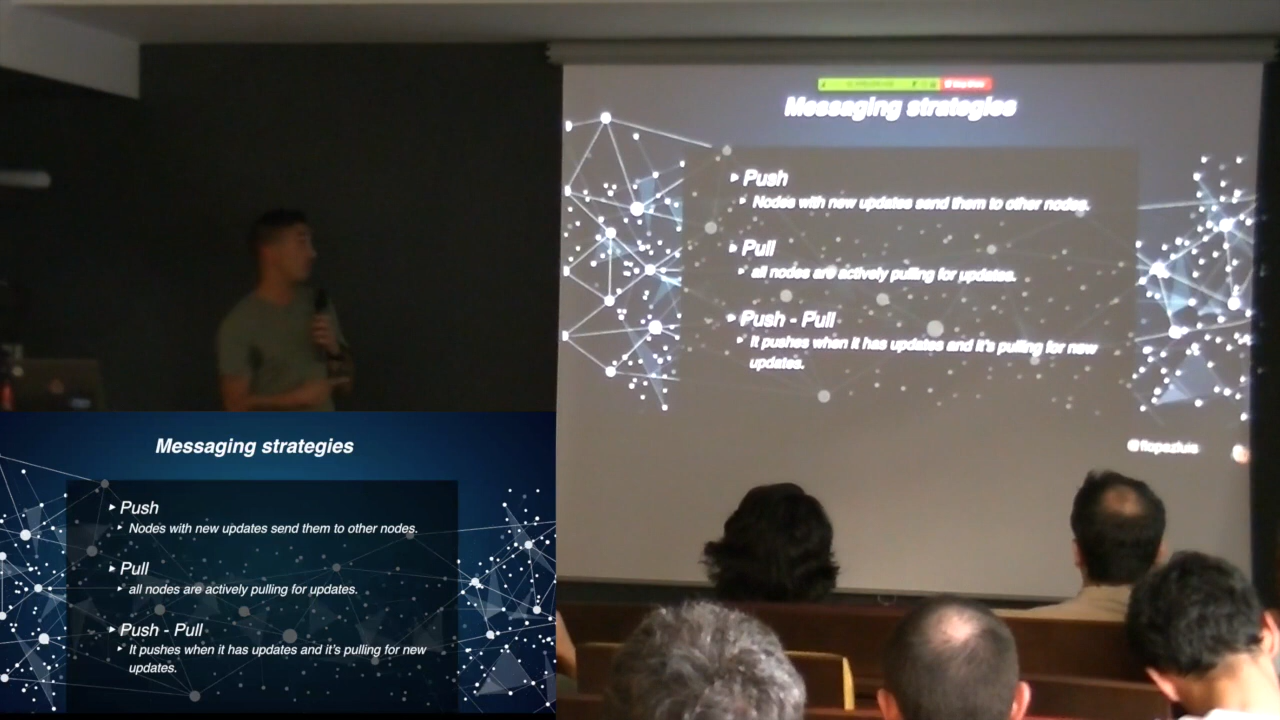 Messaging strategies
Push
Nodes with new updates send them to other nodes.
Pull
all nodes are actively pulling for updates.
Push - Pull
It pushes when it has updates and it's pulling for new
updates.
@flopezluis
Messaging strategies
Push
Nodes with new updates send them to other nodes.
Pull
all nodes are actively pulling for updates.
Push - Pull
It pushes when it has updates and it's pulling for new
updates.